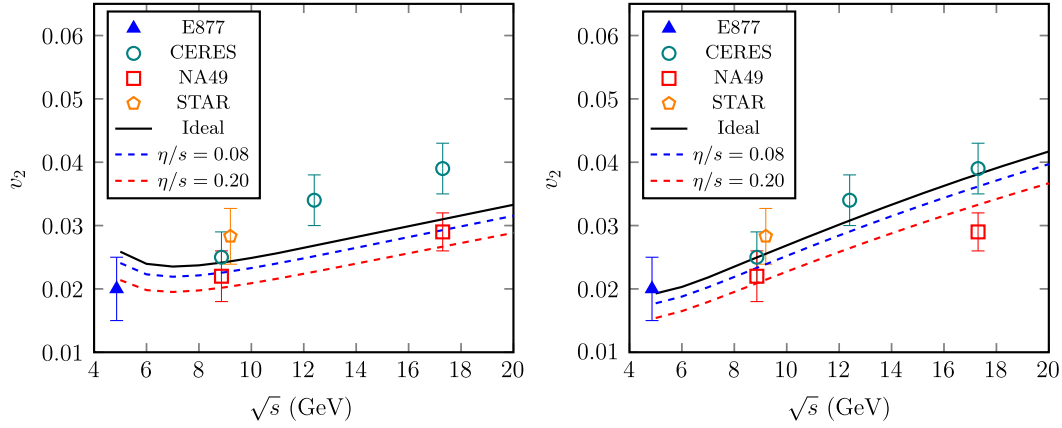 0.06
0.05
0.04
0.03
0.02
0.01
v₂
E877
CERES
NA49
STAR
Ideal
η/s = 0.08
η/s = 0.20
4 6 8 10 12 14 16 18 20
√s (GeV)
0.06
0.05
0.04
0.03
0.02
0.01
v₂
E877
CERES
NA49
STAR
Ideal
η/s = 0.08
η/s = 0.20
4 6 8 10 12 14 16 18 20
√s (GeV)